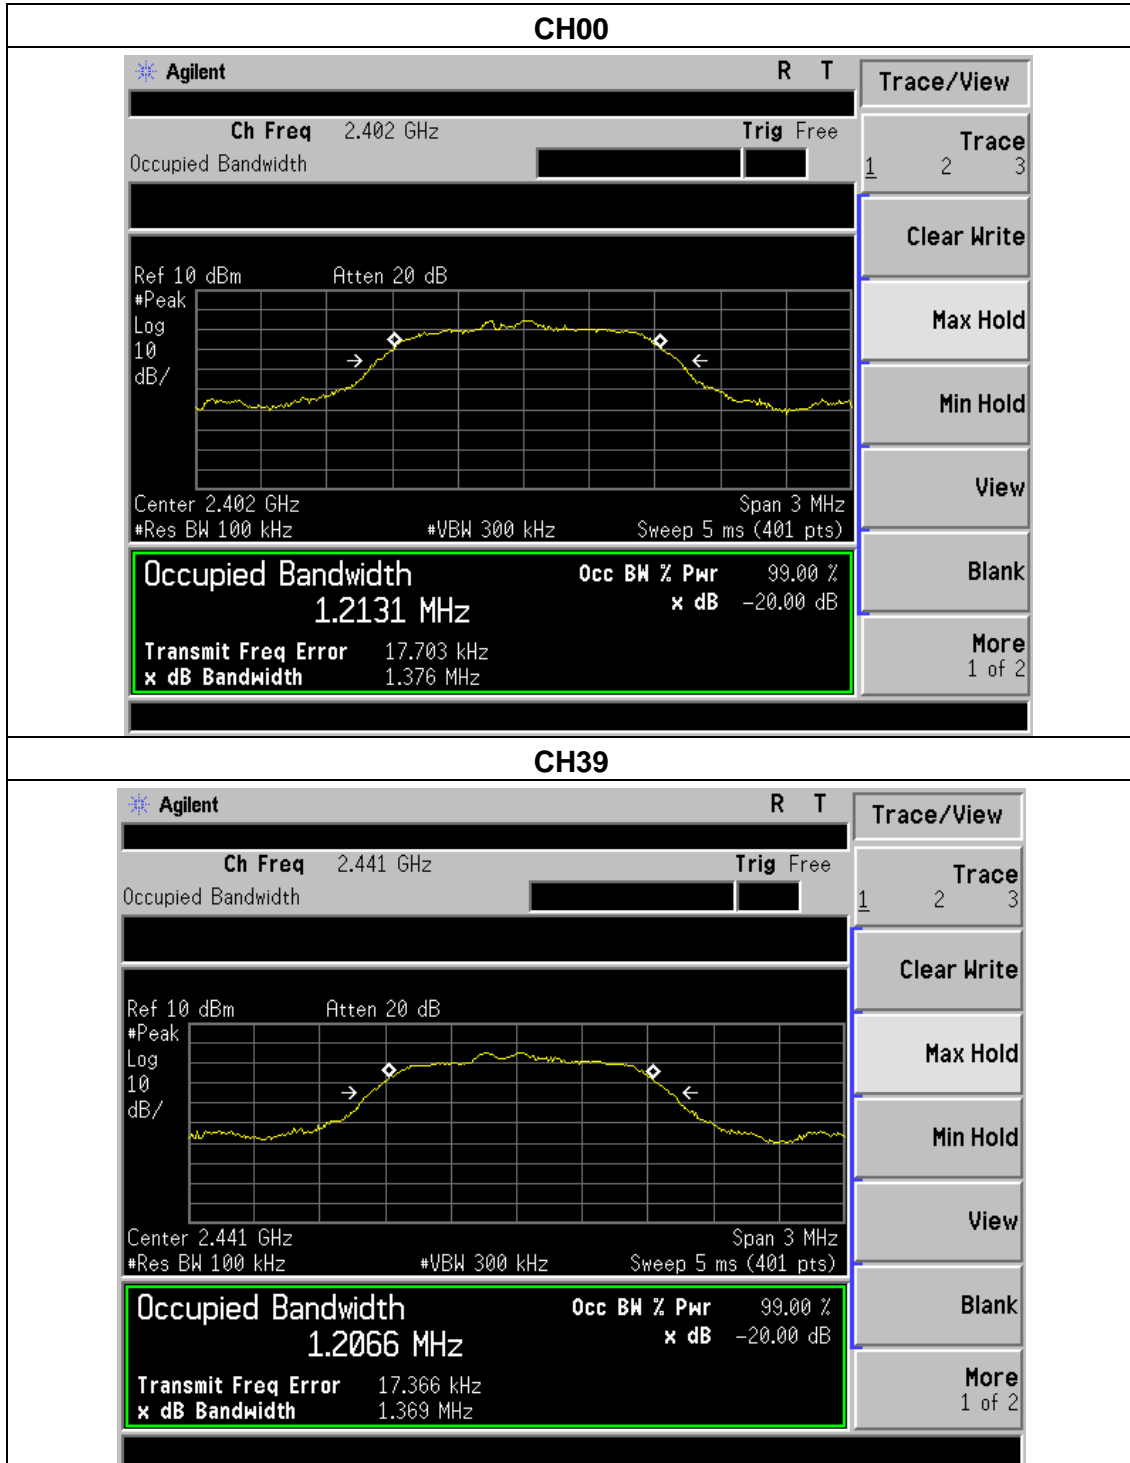 CH00
Agilent R T
Trace/View
Ch Freq 2.402 GHz Trig Free
Occupied Bandwidth
Trace
1 2 3
Clear Write
Ref 10 dBm Atten 20 dB
#Peak
Log
10
dB/
Max Hold
Min Hold
View
Center 2.402 GHz Span 3 MHz
#Res BW 100 kHz #VBW 300 kHz Sweep 5 ms (401 pts)
Occupied Bandwidth Occ BW % Pwr 99.00 %
1.2131 MHz x dB -20.00 dB
Blank
Transmit Freq Error 17.703 kHz
x dB Bandwidth 1.376 MHz
More
1 of 2
CH39
Agilent R T
Trace/View
Ch Freq 2.441 GHz Trig Free
Occupied Bandwidth
Trace
1 2 3
Clear Write
Ref 10 dBm Atten 20 dB
#Peak
Log
10
dB/
Max Hold
Min Hold
View
Center 2.441 GHz Span 3 MHz
#Res BW 100 kHz #VBW 300 kHz Sweep 5 ms (401 pts)
Occupied Bandwidth Occ BW % Pwr 99.00 %
1.2066 MHz x dB -20.00 dB
Blank
Transmit Freq Error 17.366 kHz
x dB Bandwidth 1.369 MHz
More
1 of 2